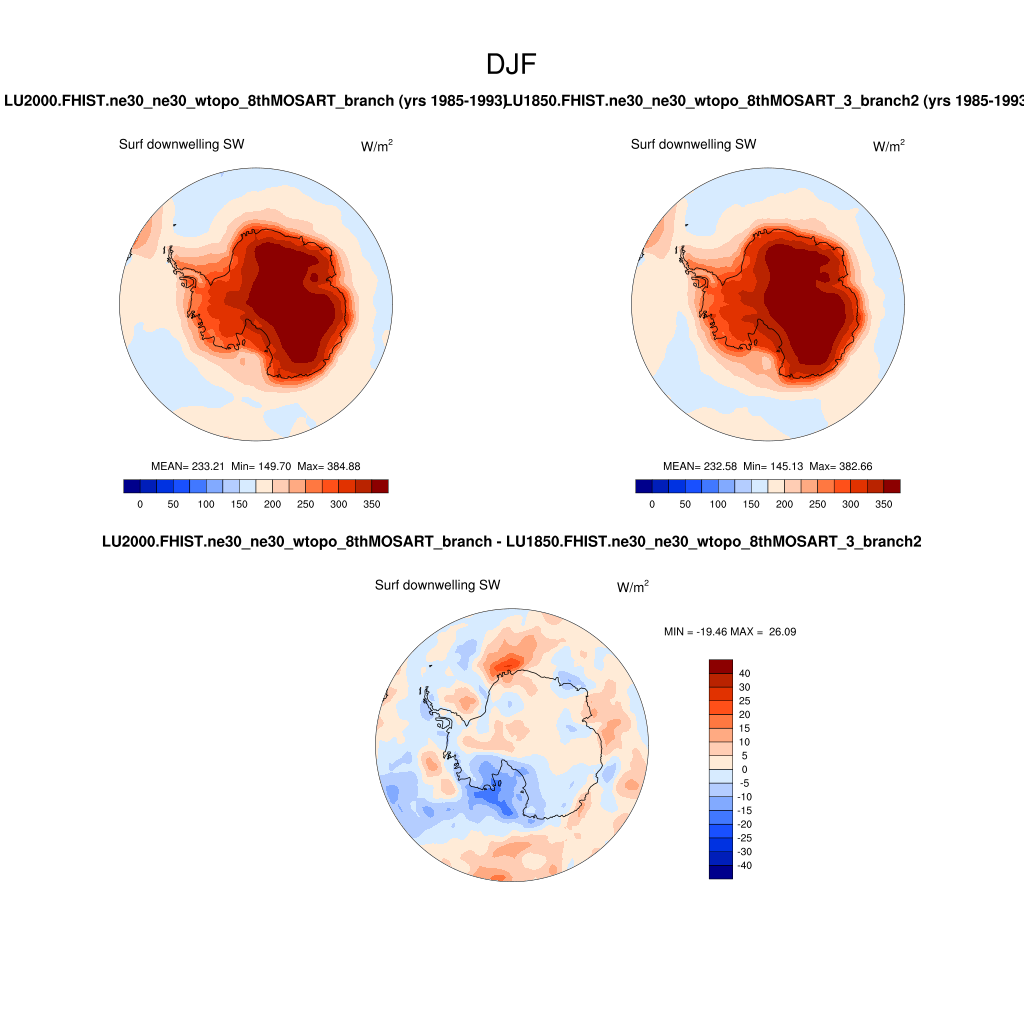 DJF
LU2000.FHIST.ne30_ne30_wtopo_8thMOSART_branch (yrs 1985-1993)
LU1850.FHIST.ne30_ne30_wtopo_8thMOSART_3_branch2 (yrs 1985-1993
Surf downwelling SW W/m2
Surf downwelling SW W/m2
MEAN= 233.21 Min= 149.70 Max= 384.88
MEAN= 232.58 Min= 145.13 Max= 382.66
0 50 100 150 200 250 300 350
0 50 100 150 200 250 300 350
LU2000.FHIST.ne30_ne30_wtopo_8thMOSART_branch - LU1850.FHIST.ne30_ne30_wtopo_8thMOSART_3_branch2
Surf downwelling SW W/m2
MIN = -19.46 MAX = 26.09
40
30
25
20
15
10
5
0
-5
-10
-15
-20
-25
-30
-40